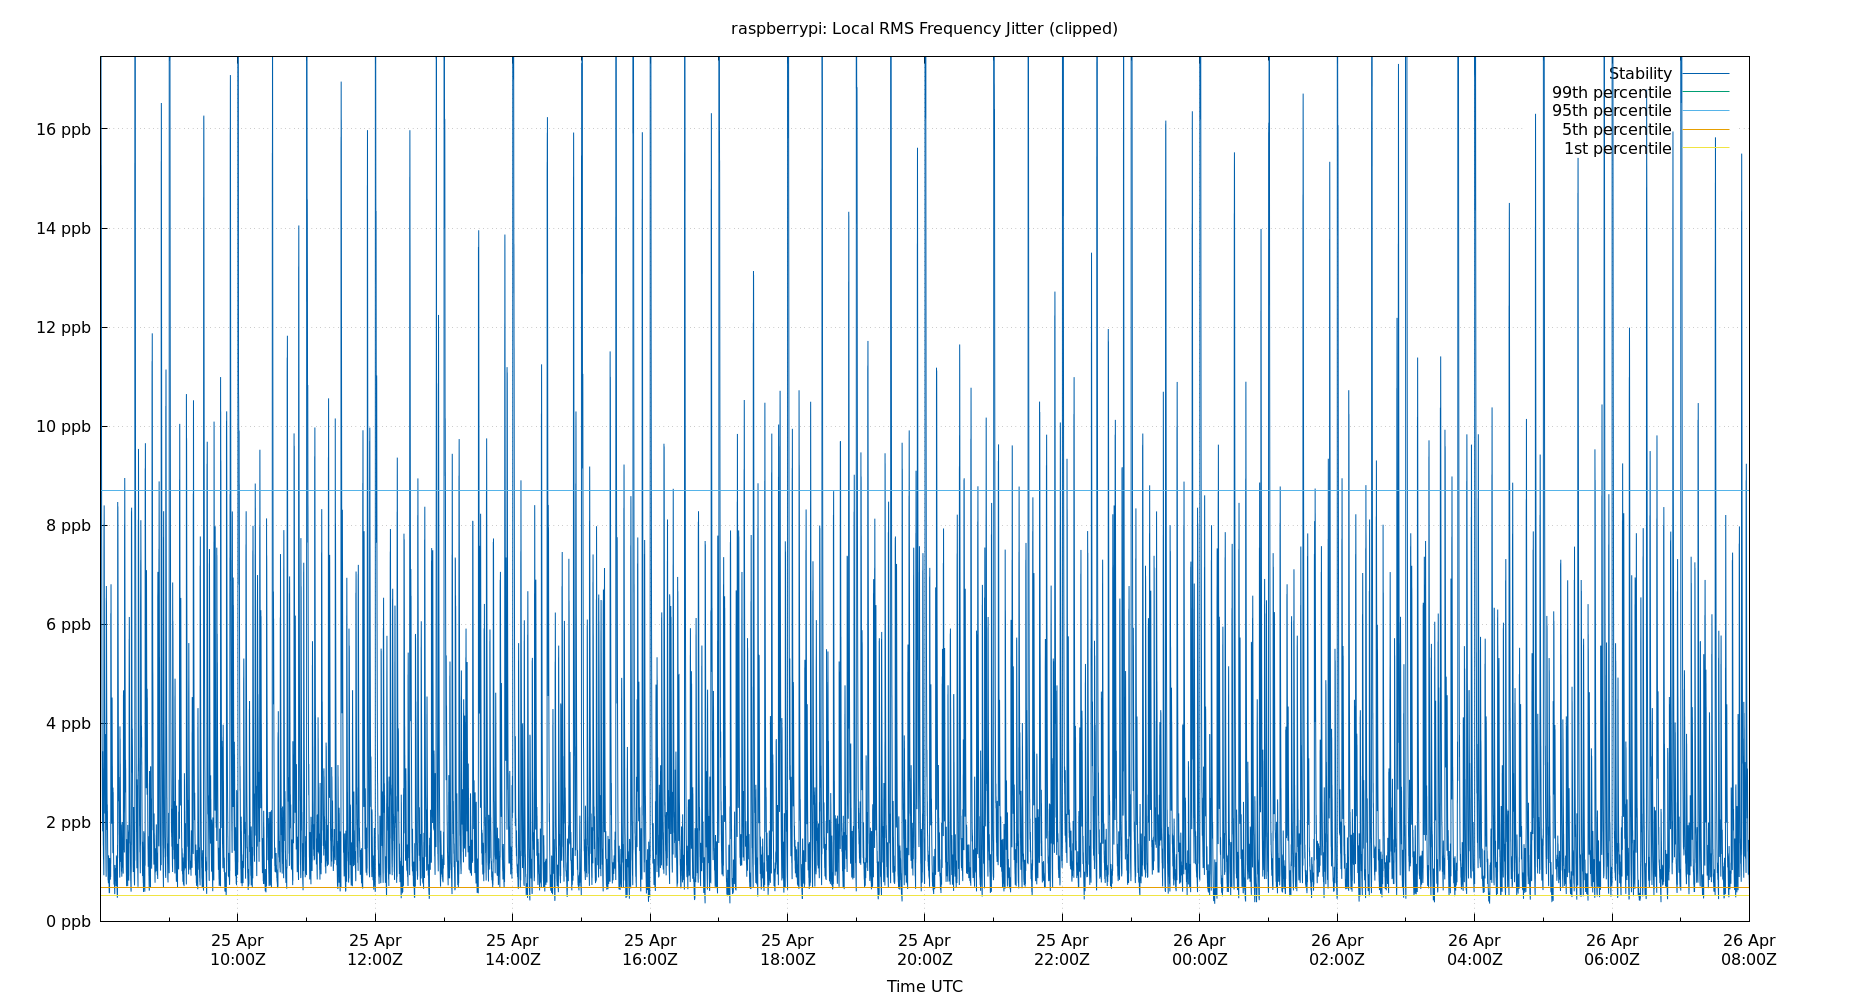 raspberrypi: Local RMS Frequency Jitter (clipped)
Stability
99th percentile
95th percentile
5th percentile
1st percentile
16 ppb
14 ppb
12 ppb
10 ppb
8 ppb
6 ppb
4 ppb
2 ppb
0 ppb
25 Apr 25 Apr 25 Apr 25 Apr 25 Apr 25 Apr 25 Apr 26 Apr 26 Apr 26 Apr 26 Apr 26 Apr
10:00Z 12:00Z 14:00Z 16:00Z 18:00Z 20:00Z 22:00Z 00:00Z 02:00Z 04:00Z 06:00Z 08:00Z
Time UTC